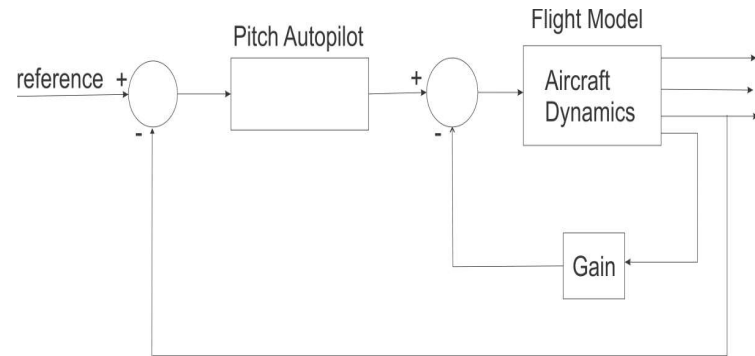 Flight Model
Pitch Autopilot
reference
+
-
+
-
Aircraft
Dynamics
Gain